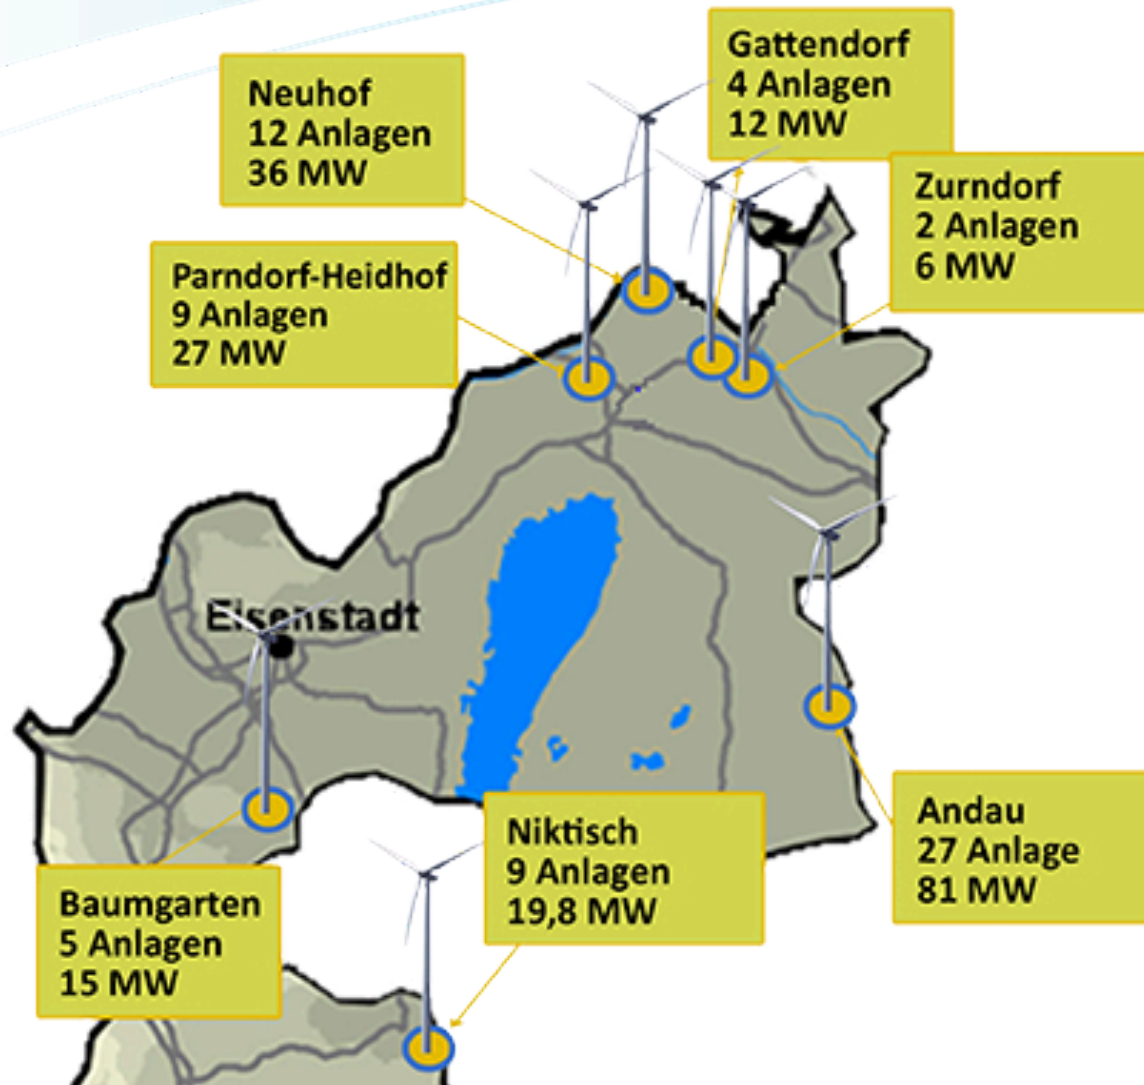 Gattendorf
4 Anlagen
12 MW
Neuhof
12 Anlagen
36 MW
Zurndorf
2 Anlagen
6 MW
Parndorf-Heidhof
9 Anlagen
27 MW
Eisenstadt
Andau
27 Anlage
81 MW
Niktisch
9 Anlagen
19,8 MW
Baumgarten
5 Anlagen
15 MW